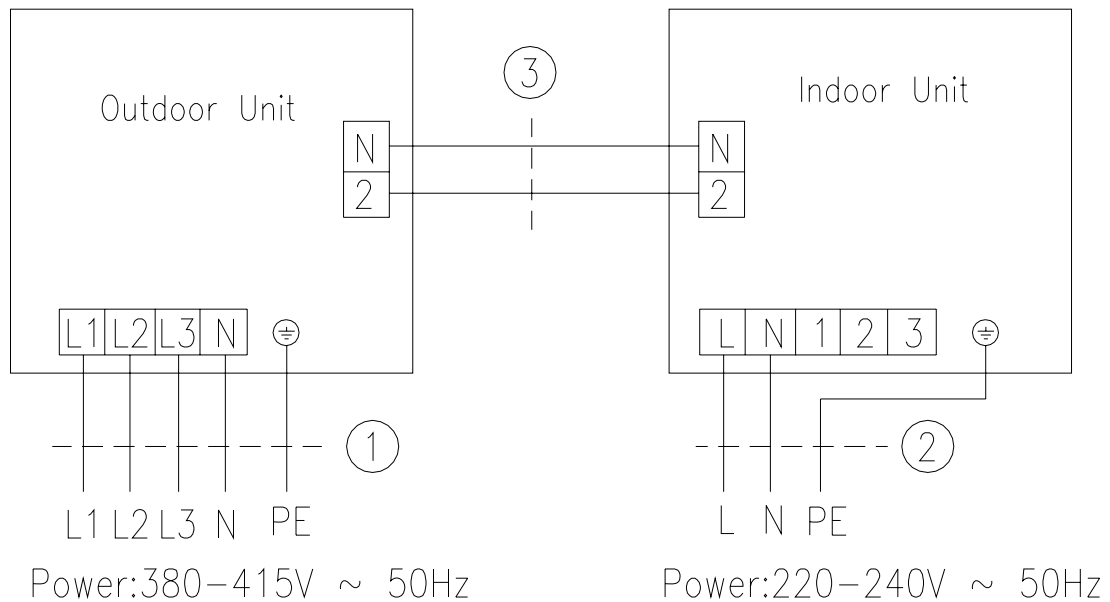 3
Outdoor Unit
Indoor Unit
N
2
N
2
L1 L2 L3 N
L N 1 2 3
1
2
L1 L2 L3 N PE
L N PE
Power:380-415V ~ 50Hz
Power:220-240V ~ 50Hz